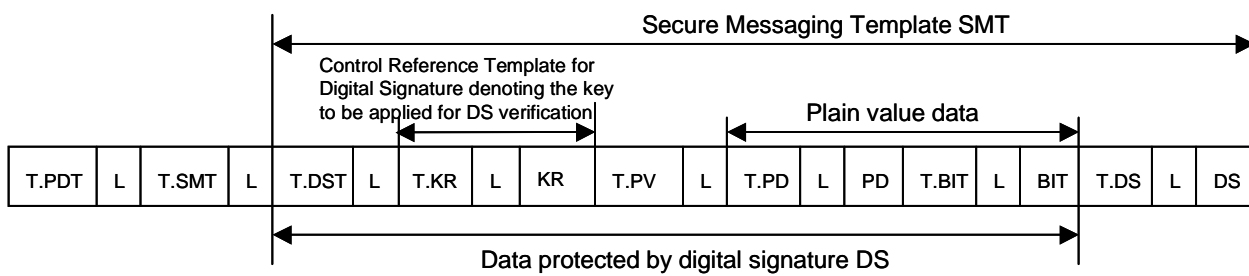 Secure Messaging Template SMT
Control Reference Template for
Digital Signature denoting the key
to be applied for DS verification
Plain value data
T.PDT L T.SMT L T.DST L T.KR L KR T.PV L T.PD L PD T.BIT L BIT T.DS L DS
Data protected by digital signature DS